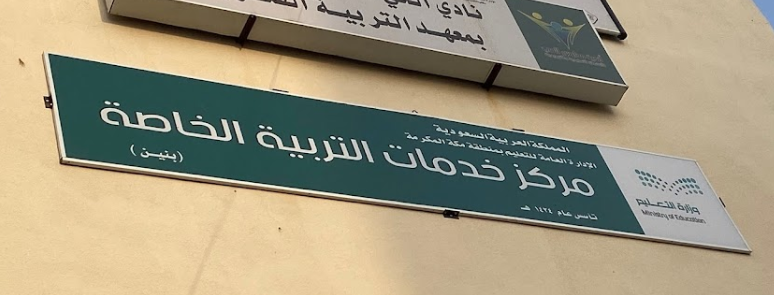 نادي
بمعهد التربية
المملكة العربية السعودية
الإدارة العامة للتعليم بمنطقة مكة المكرمة
مركز خدمات التربية الخاصة
(بنين)
تأسس عام ١٤٢٤ هـ
وزارة التعليم
Ministry of Education